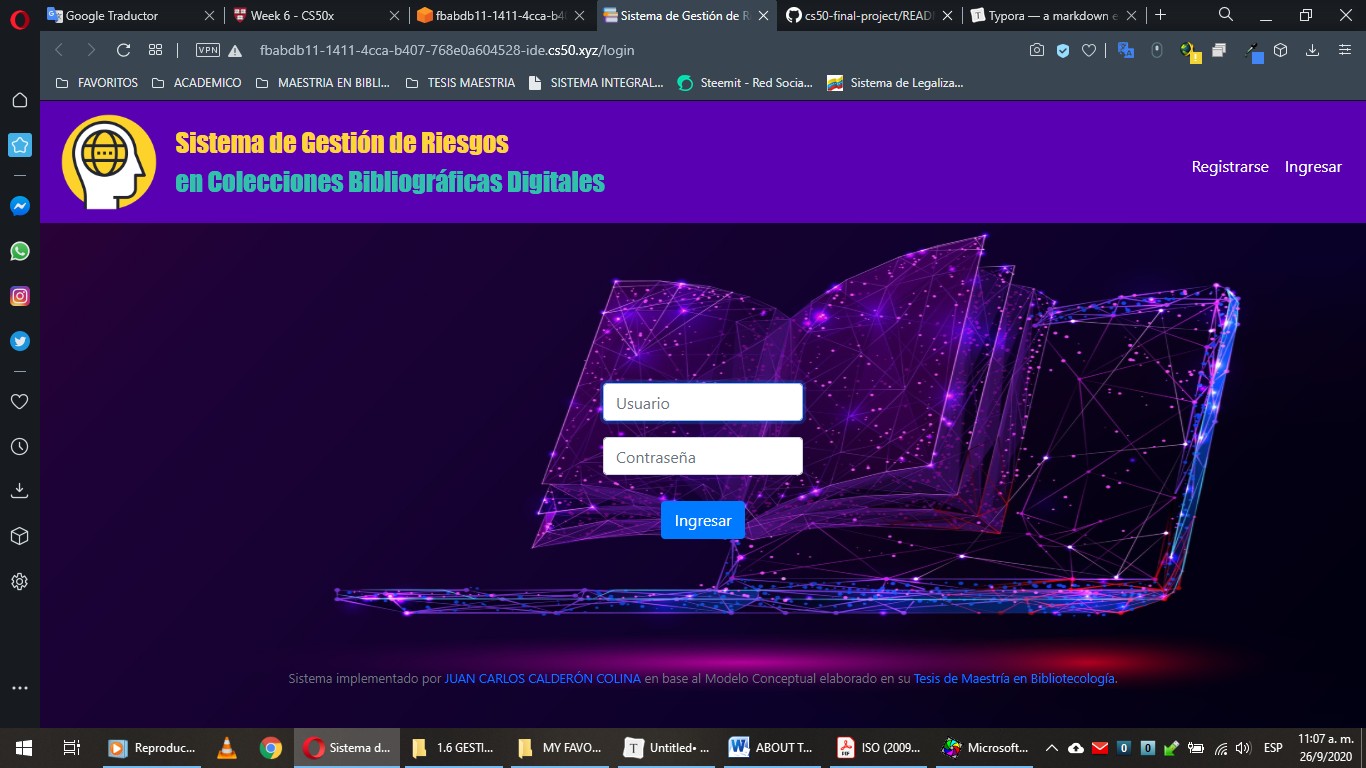 Google Traductor
Week 6 - CS50x
fbabdb11-1411-4cca-b4
Sistema de Gestión de R
cs50-final-project/READ
Typora — a markdown e
VPN
fbabdb11-1411-4cca-b407-768e0a604528-ide.cs50.xyz/login
FAVORITOS
ACADEMICO
MAESTRIA EN BIBLI...
TESIS MAESTRIA
SISTEMA INTEGRAL...
Steemit - Red Socia...
Sistema de Legaliza...
Sistema de Gestión de Riesgos
en Colecciones Bibliográficas Digitales
Registrarse
Ingresar
Usuario
Contraseña
Ingresar
Sistema implementado por JUAN CARLOS CALDERÓN COLINA en base al Modelo Conceptual elaborado en su Tesis de Maestría en Bibliotecología.
Reproduc...
Sistema d...
1.6 GESTI...
MY FAVO...
Untitled• ...
ABOUT T...
ISO (2009...
Microsoft...
0
0
ESP
11:07 a. m.
26/9/2020